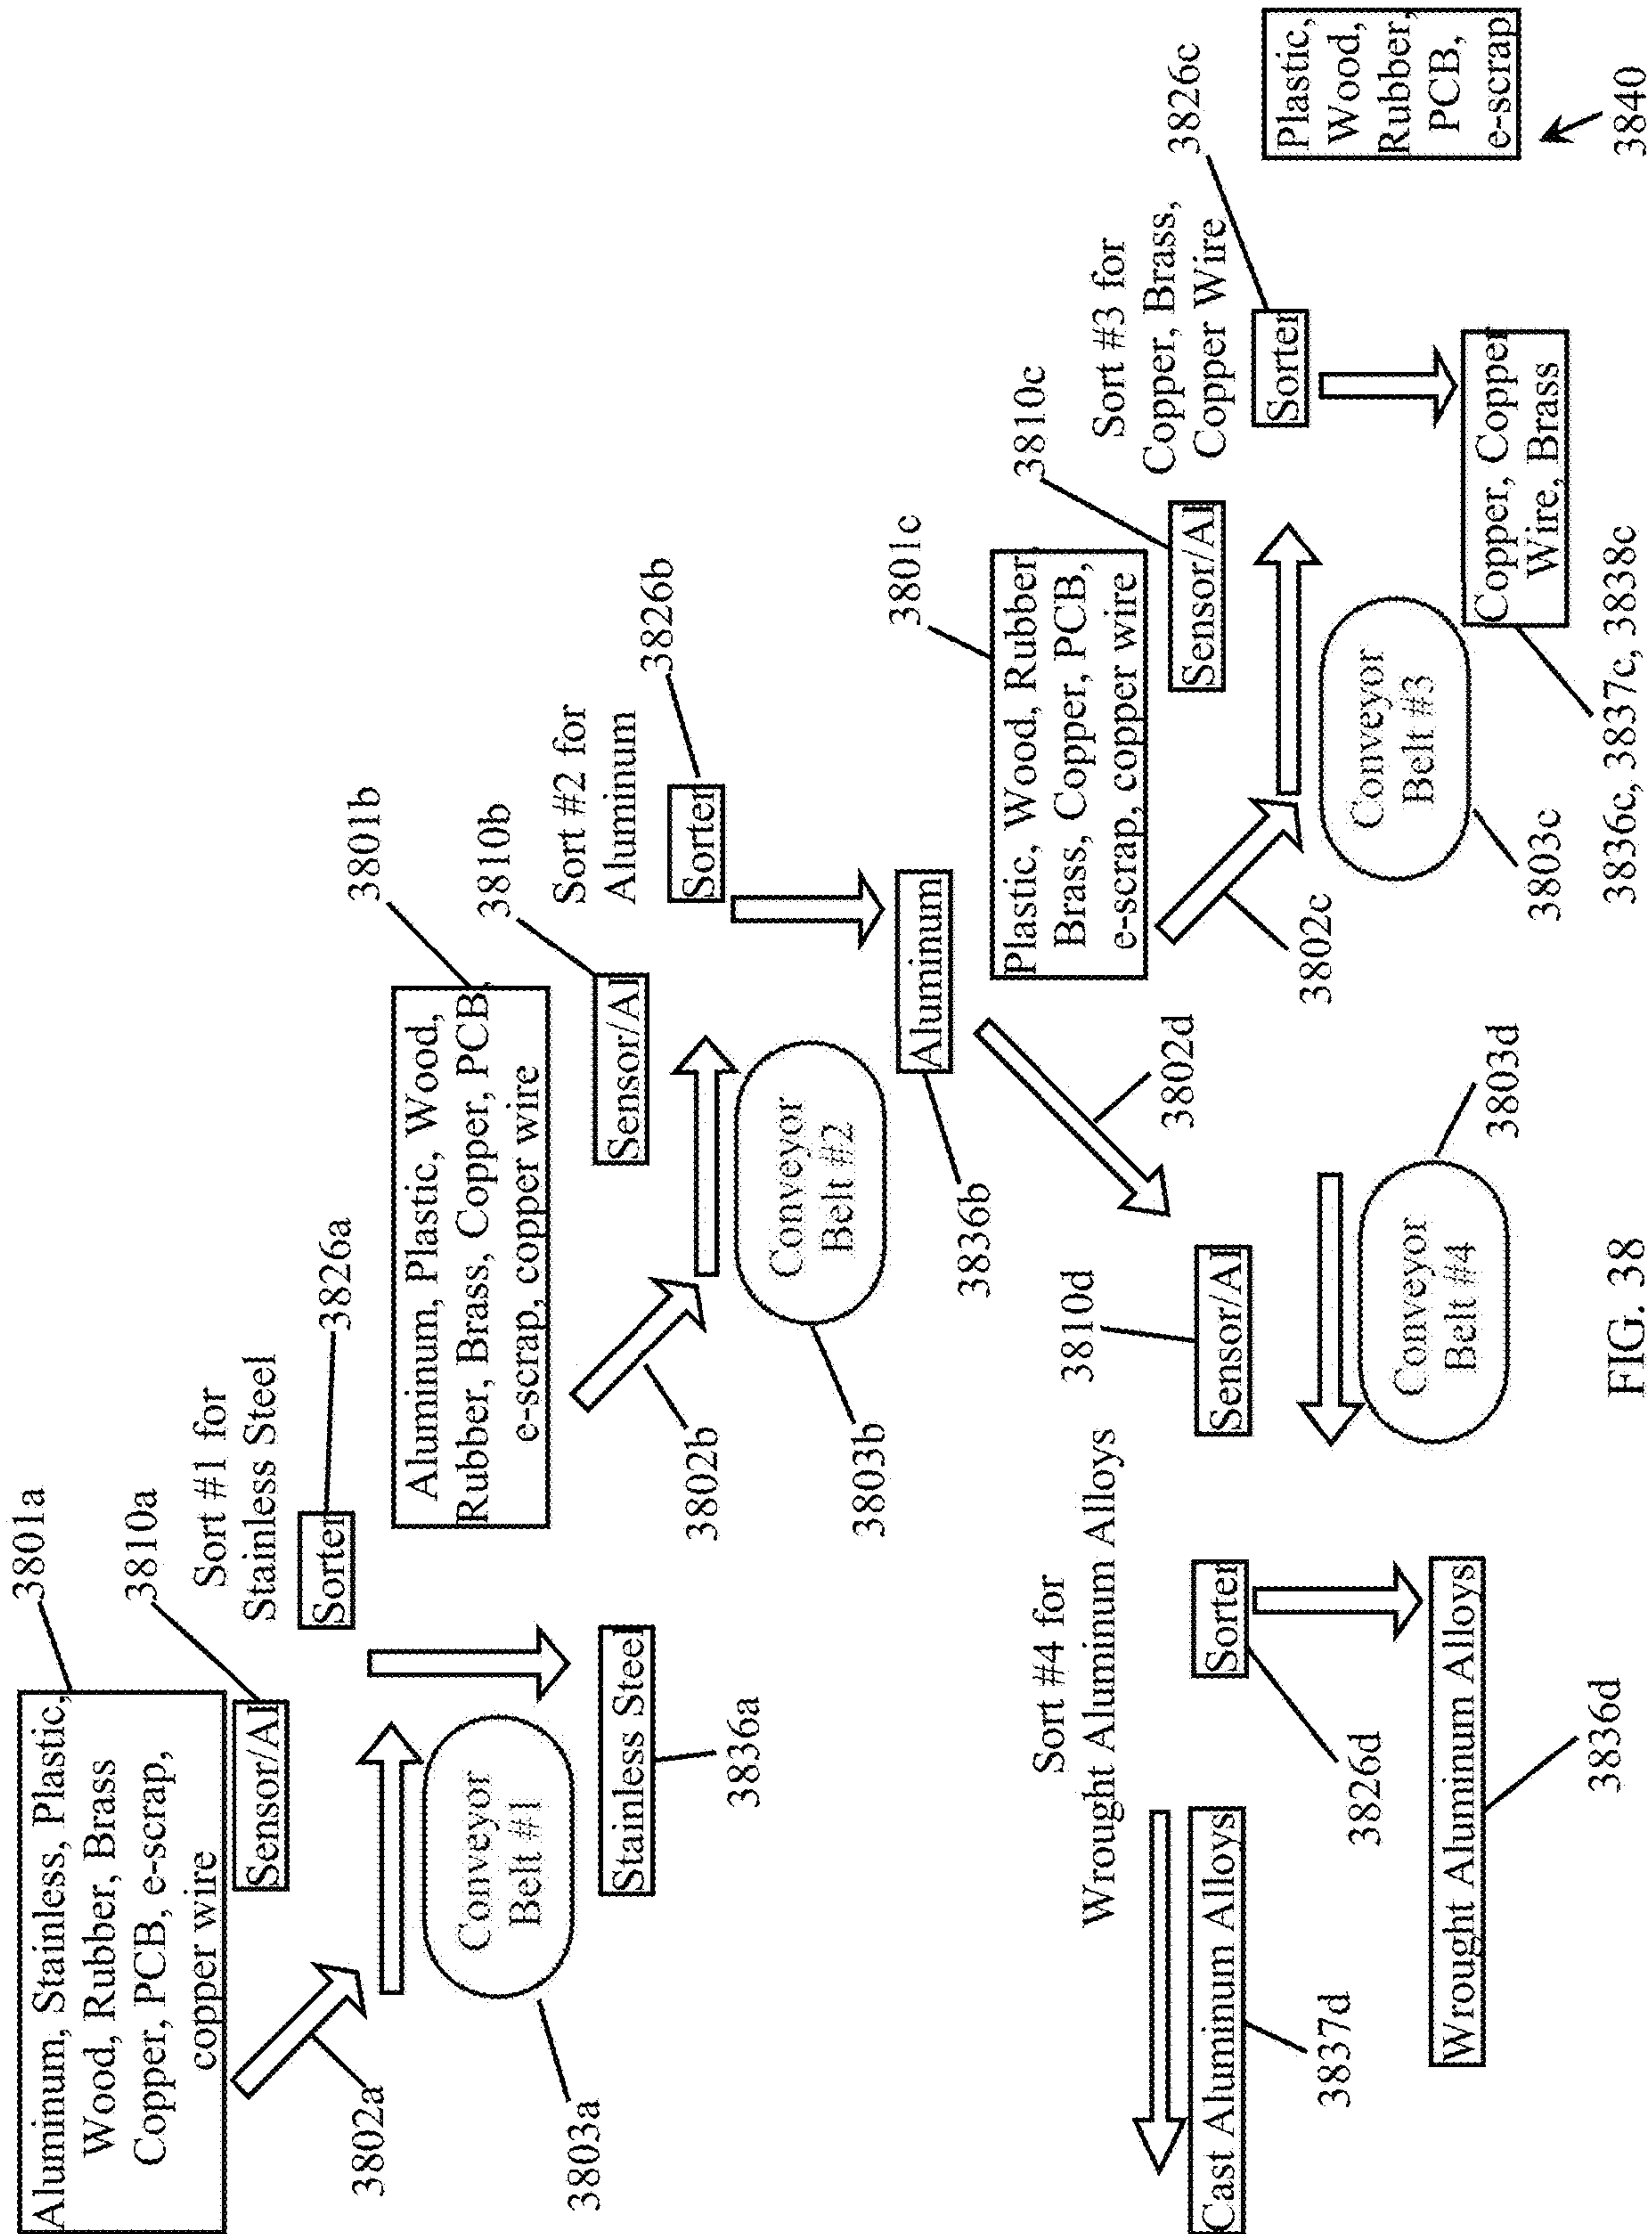 3801a
Aluminum, Stainless, Plastic,
Wood, Rubber, Brass
Copper, PCB, e-scrap,
copper wire
3810a
Sensor/AI
Sort #1 for
Stainless Steel
3826a
Sorter
3802a
Conveyor
Belt #1
3803a
Stainless Steel
3836a
3801b
Aluminum, Plastic, Wood,
Rubber, Brass, Copper, PCB,
e-scrap, copper wire
3810b
Sensor/AI
Sort #2 for
Aluminum
3826b
Sorter
3802b
Conveyor
Belt #2
3803b
Aluminum
3836b
3801c
Plastic, Wood, Rubber,
Brass, Copper, PCB,
e-scrap, copper wire
3810c
Sensor/AI
Sort #3 for
Copper, Brass,
Copper Wire
3826c
Sorter
3802c
Conveyor
Belt #3
3803c
Copper, Copper
Wire, Brass
3836c, 3837c, 3838c
Plastic,
Wood,
Rubber,
PCB,
e-scrap
3840
3802d
3810d
Sensor/AI
Conveyor
Belt #4
3803d
Sort #4 for
Wrought Aluminum Alloys
Sorter
3826d
Cast Aluminum Alloys
3837d
Wrought Aluminum Alloys
3836d
FIG. 38